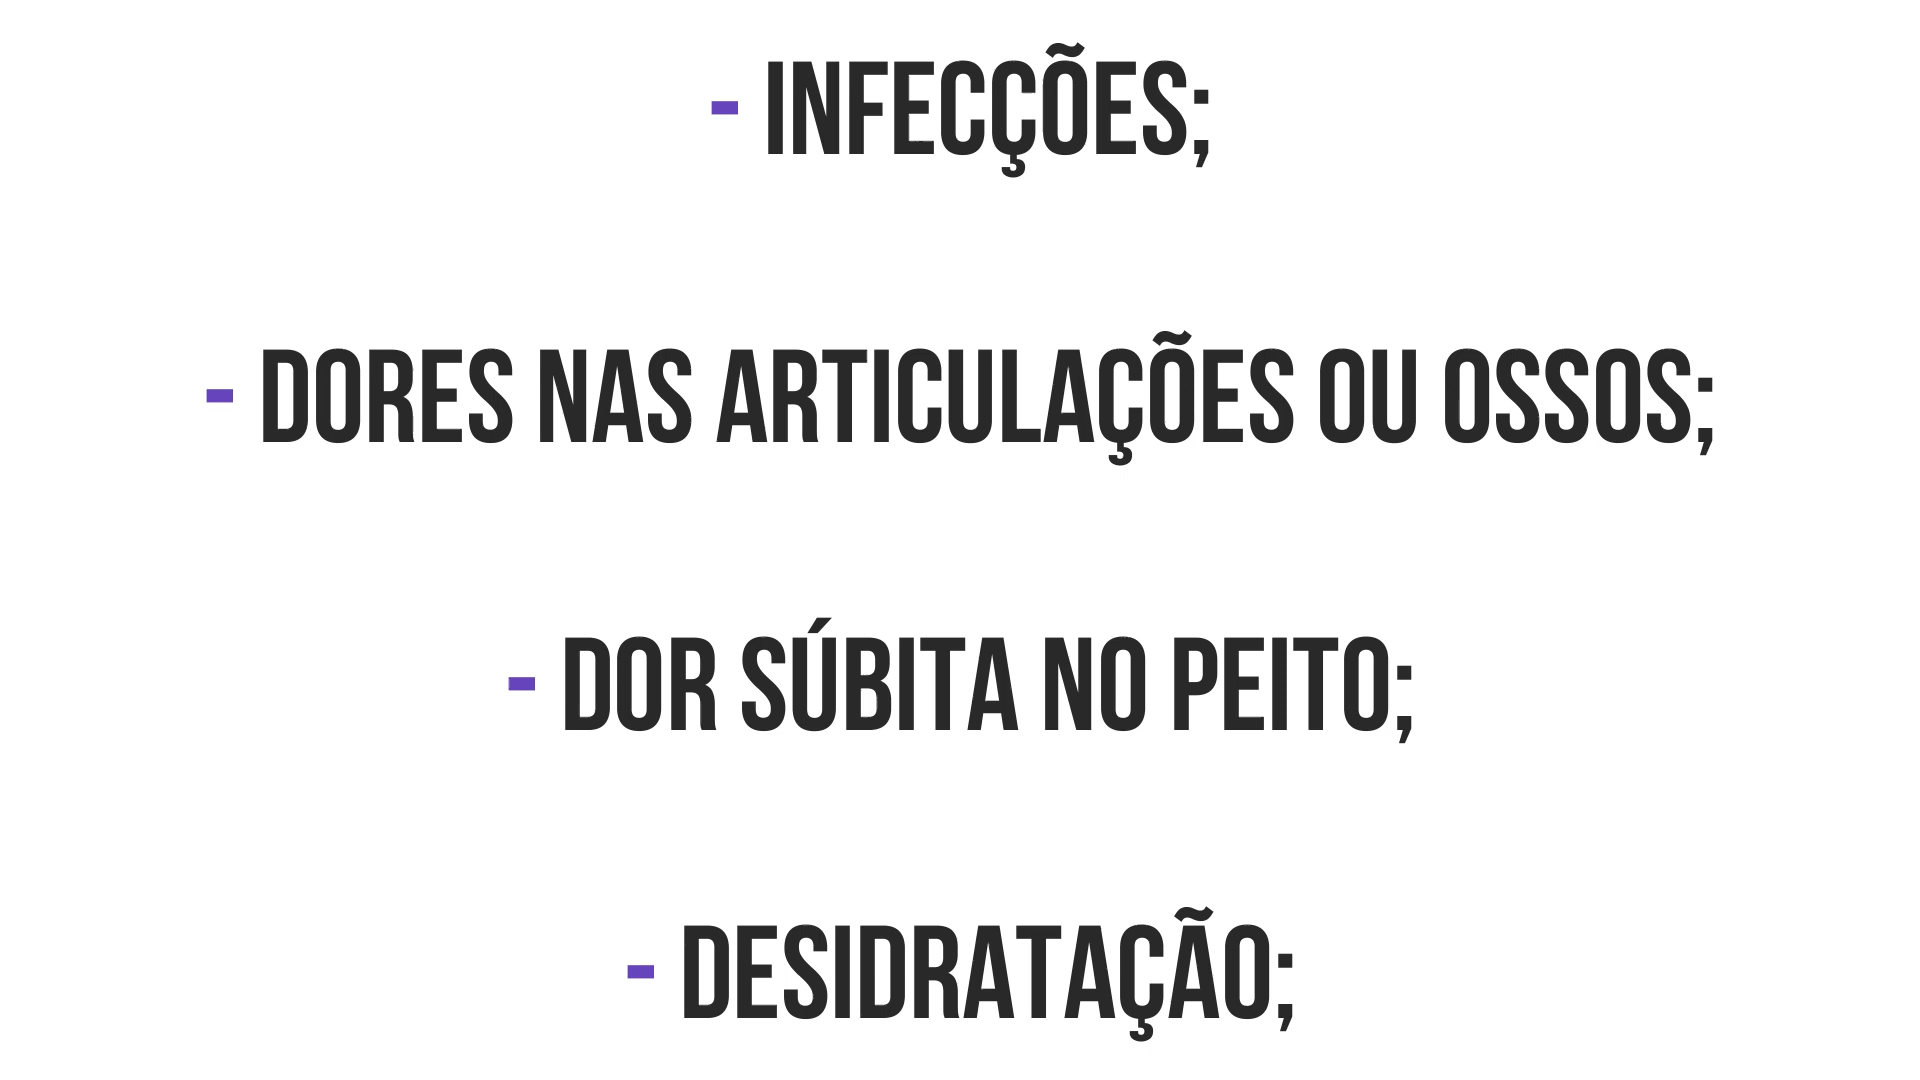 - INFECÇÕES;
- DORES NAS ARTICULAÇÕES OU OSSOS;
- DOR SÚBITA NO PEITO;
- DESIDRATAÇÃO;